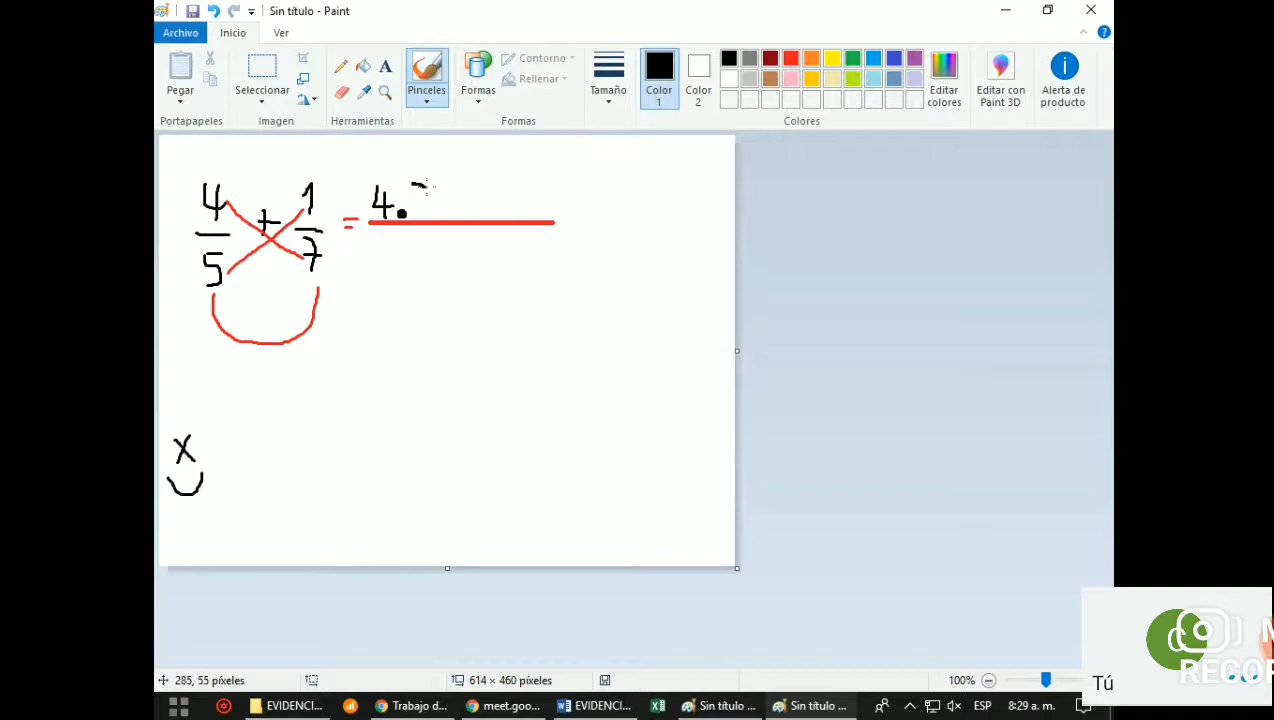 Sin título - Paint
Archivo Inicio Ver
Pegar
Seleccionar
Pinceles
Formas
Contorno
Rellenar
Tamaño
Color 1
Color 2
Editar colores
Editar con Paint 3D
Alerta de producto
Portapapeles Imagen Herramientas Formas Colores
4/5 + 1/7 = 4.
x
285, 55 píxeles 614 × 460 píxeles 100%
Tú
EVIDENCI... Trabajo d... meet.goo... EVIDENCI... Sin título ... Sin título ... ESP 8:29 a. m.